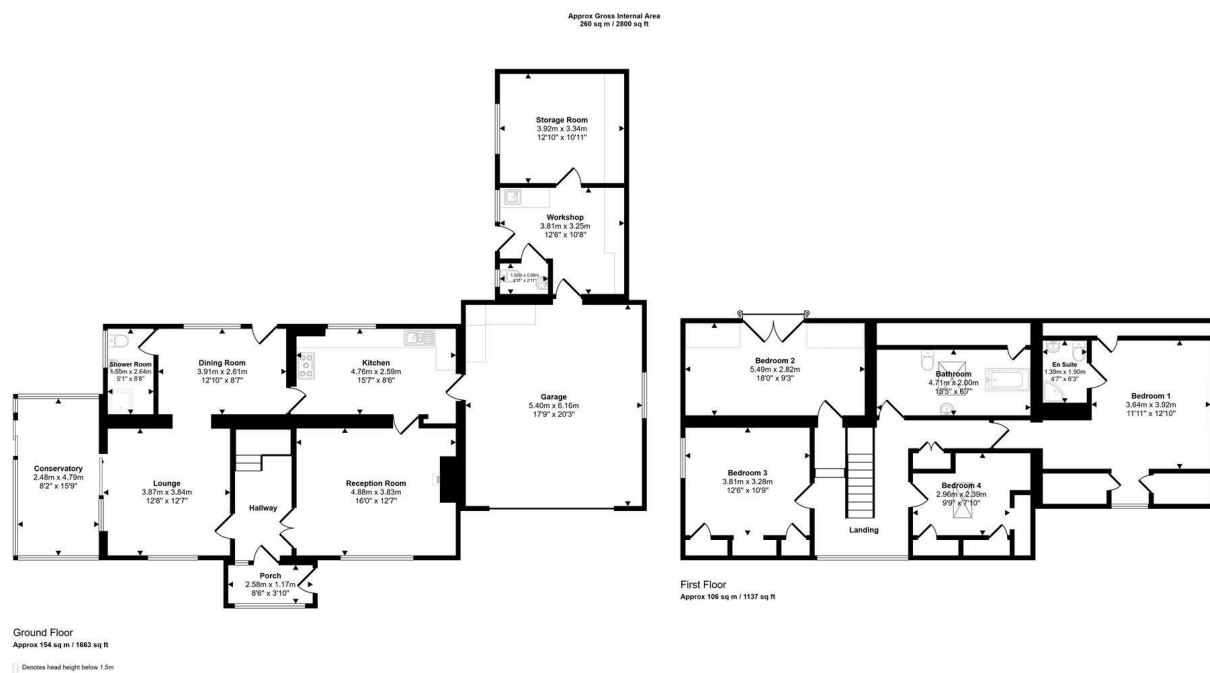 Approx Gross Internal Area
260 sq m / 2800 sq ft
Storage Room
3.92m x 3.34m
12'10" x 10'11"
Workshop
3.81m x 3.25m
12'6" x 10'8"
1.50m x 0.88m
4'11" x 2'11"
Shower Room
1.55m x 2.64m
5'1" x 8'8"
Dining Room
3.91m x 2.61m
12'10" x 8'7"
Kitchen
4.76m x 2.59m
15'7" x 8'6"
Garage
5.40m x 6.16m
17'9" x 20'3"
Conservatory
2.48m x 4.79m
8'2" x 15'9"
Lounge
3.87m x 3.84m
12'8" x 12'7"
Hallway
Reception Room
4.88m x 3.83m
16'0" x 12'7"
Porch
2.58m x 1.17m
8'6" x 3'10"
Ground Floor
Approx 154 sq m / 1663 sq ft
Denotes head height below 1.5m
Bedroom 2
5.49m x 2.82m
18'0" x 9'3"
Bathroom
4.71m x 2.00m
15'5" x 6'7"
En Suite
1.39m x 1.90m
4'7" x 6'3"
Bedroom 1
3.64m x 3.92m
11'11" x 12'10"
Bedroom 3
3.81m x 3.28m
12'6" x 10'9"
Bedroom 4
2.96m x 2.39m
9'9" x 7'10"
Landing
First Floor
Approx 106 sq m / 1137 sq ft